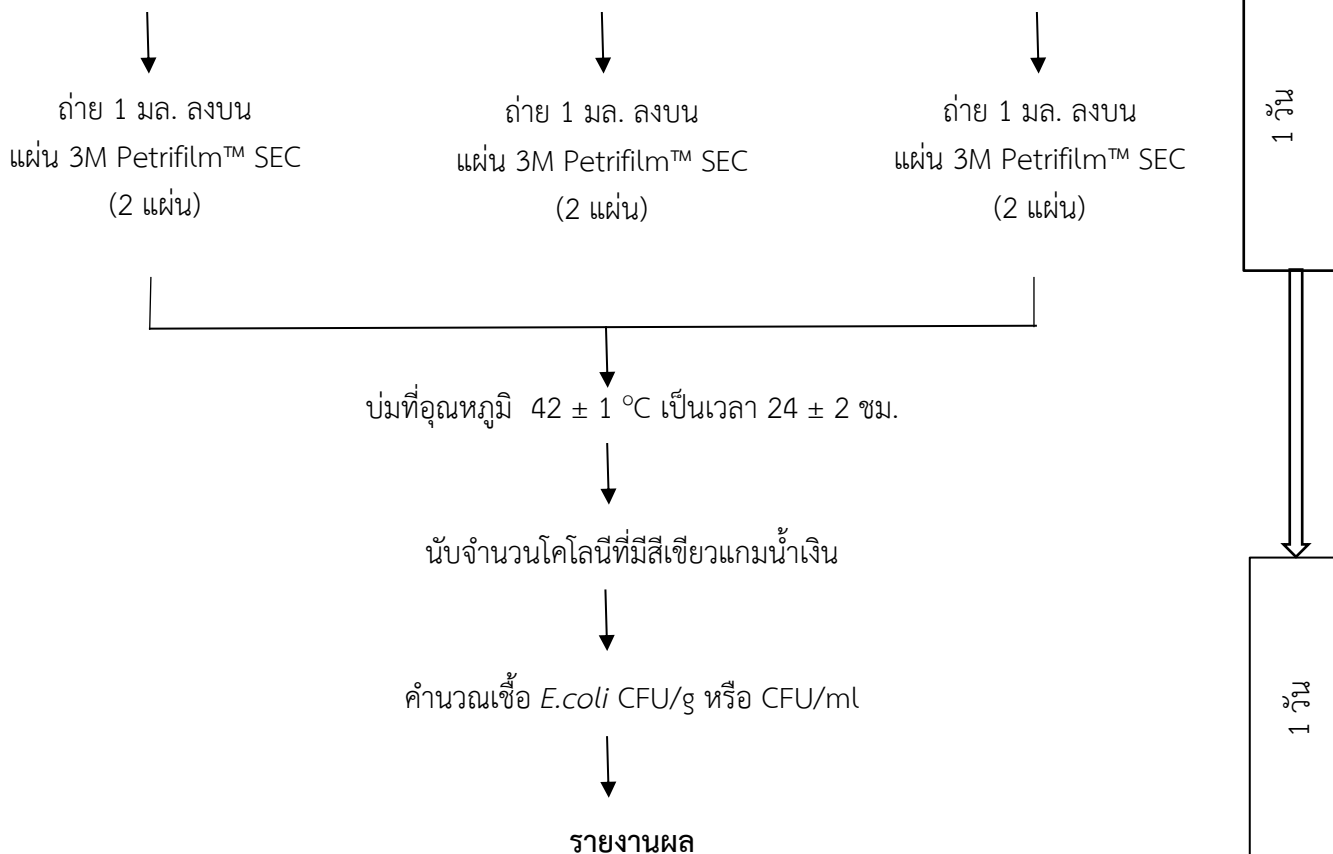 ถ่าย 1 มล. ลงบน
แผ่น 3M Petrifilm™ SEC
(2 แผ่น)
ถ่าย 1 มล. ลงบน
แผ่น 3M Petrifilm™ SEC
(2 แผ่น)
ถ่าย 1 มล. ลงบน
แผ่น 3M Petrifilm™ SEC
(2 แผ่น)
1 วัน
บ่มที่อุณหภูมิ 42 ± 1 °C เป็นเวลา 24 ± 2 ชม.
นับจำนวนโคโลนีที่มีสีเขียวแกมน้ำเงิน
คำนวณเชื้อ E.coli CFU/g หรือ CFU/ml
1 วัน
รายงานผล